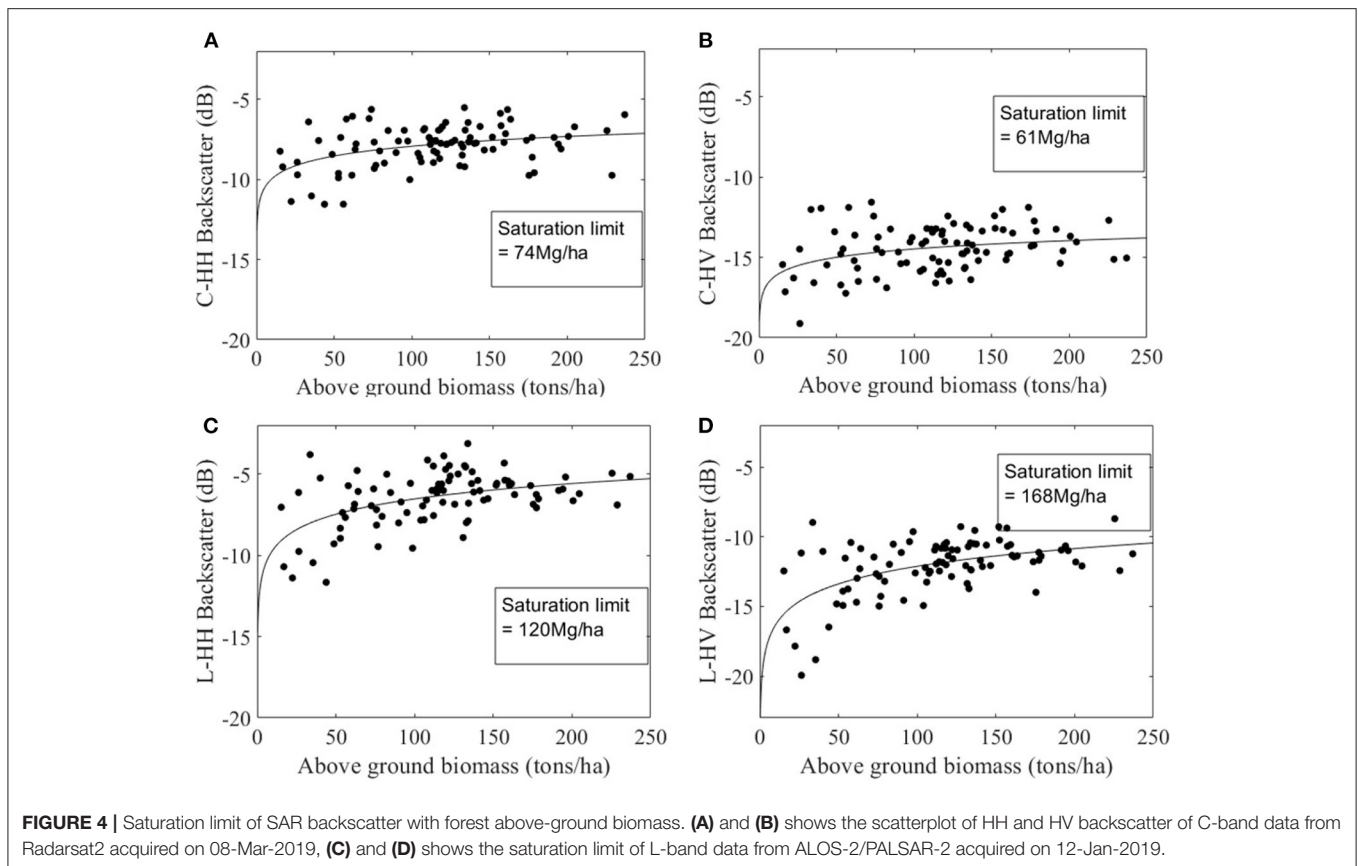 A
-5
-10
-15
-20
0
50
100
150
200
250
C-HH Backscatter (dB)
Above ground biomass (tons/ha)
Saturation limit
= 74Mg/ha
B
-5
-10
-15
-20
0
50
100
150
200
250
C-HV Backscatter (dB)
Above ground biomass (tons/ha)
Saturation limit
= 61Mg/ha
C
-5
-10
-15
-20
0
50
100
150
200
250
L-HH Backscatter (dB)
Above ground biomass (tons/ha)
Saturation limit
= 120Mg/ha
D
-5
-10
-15
-20
0
50
100
150
200
250
L-HV Backscatter (dB)
Above ground biomass (tons/ha)
Saturation limit
= 168Mg/ha
FIGURE 4 | Saturation limit of SAR backscatter with forest above-ground biomass. (A) and (B) shows the scatterplot of HH and HV backscatter of C-band data from
Radarsat2 acquired on 08-Mar-2019, (C) and (D) shows the saturation limit of L-band data from ALOS-2/PALSAR-2 acquired on 12-Jan-2019.